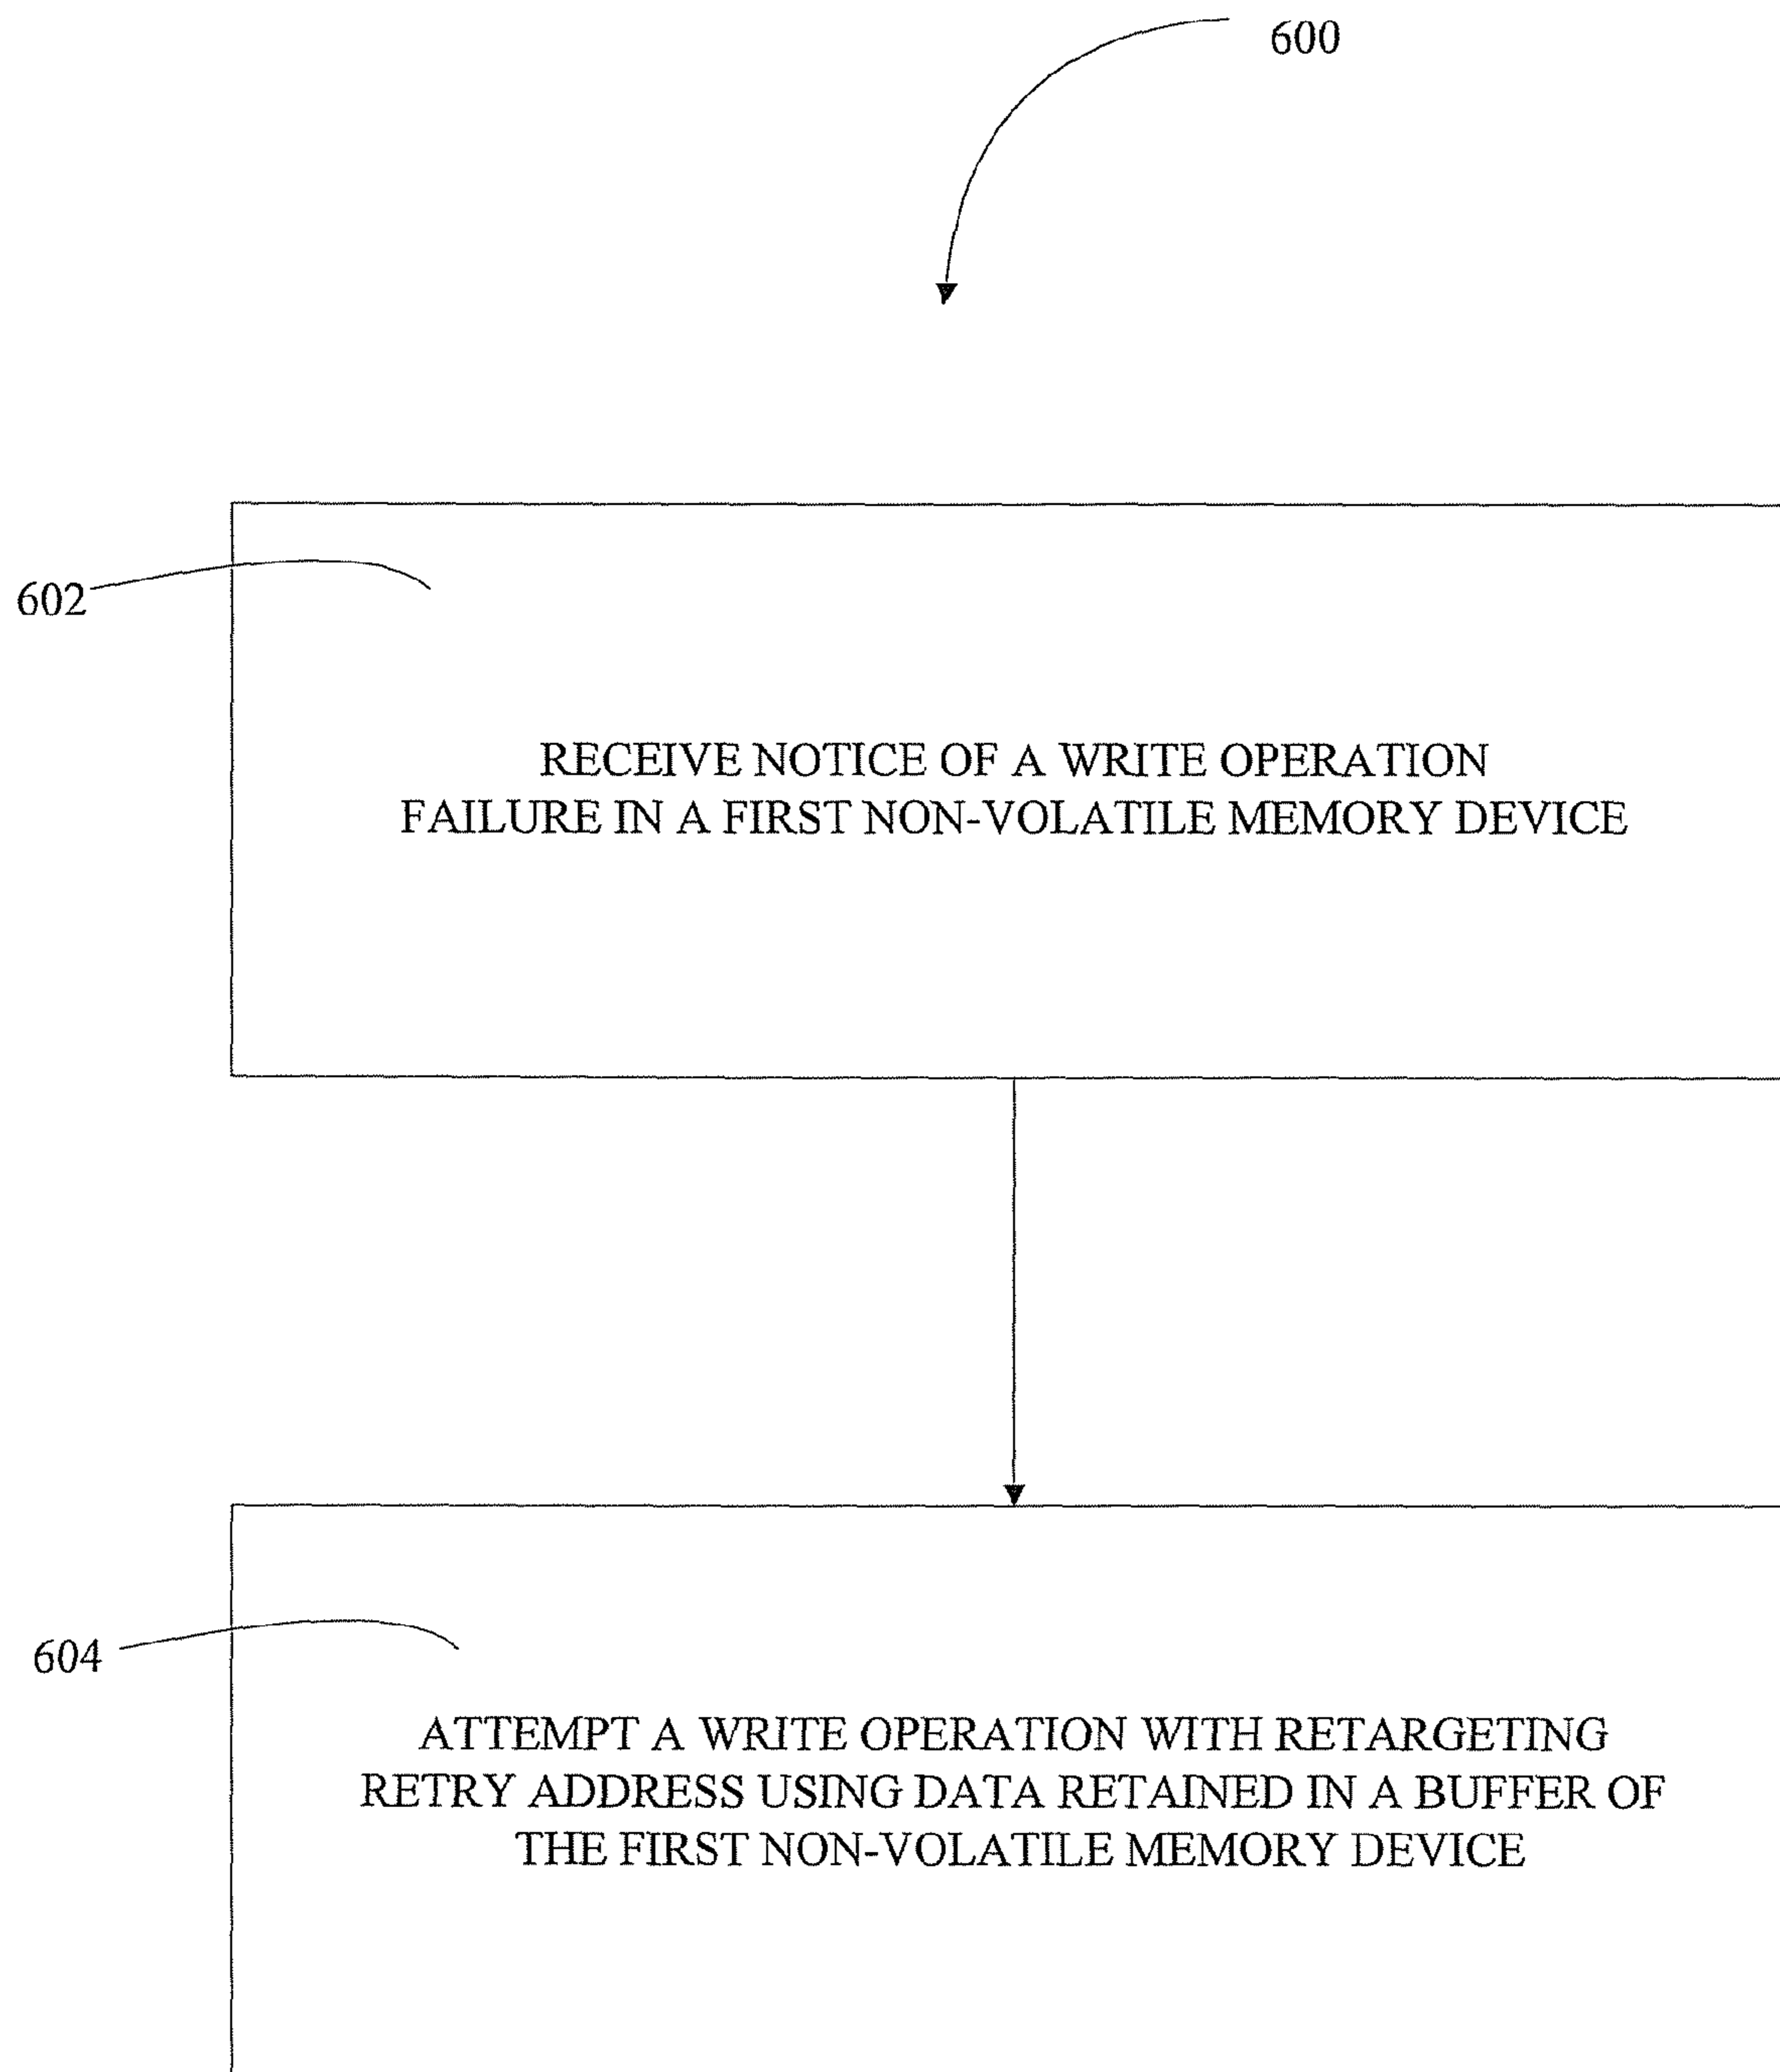 600
602
RECEIVE NOTICE OF A WRITE OPERATION
FAILURE IN A FIRST NON-VOLATILE MEMORY DEVICE
604
ATTEMPT A WRITE OPERATION WITH RETARGETING
RETRY ADDRESS USING DATA RETAINED IN A BUFFER OF
THE FIRST NON-VOLATILE MEMORY DEVICE